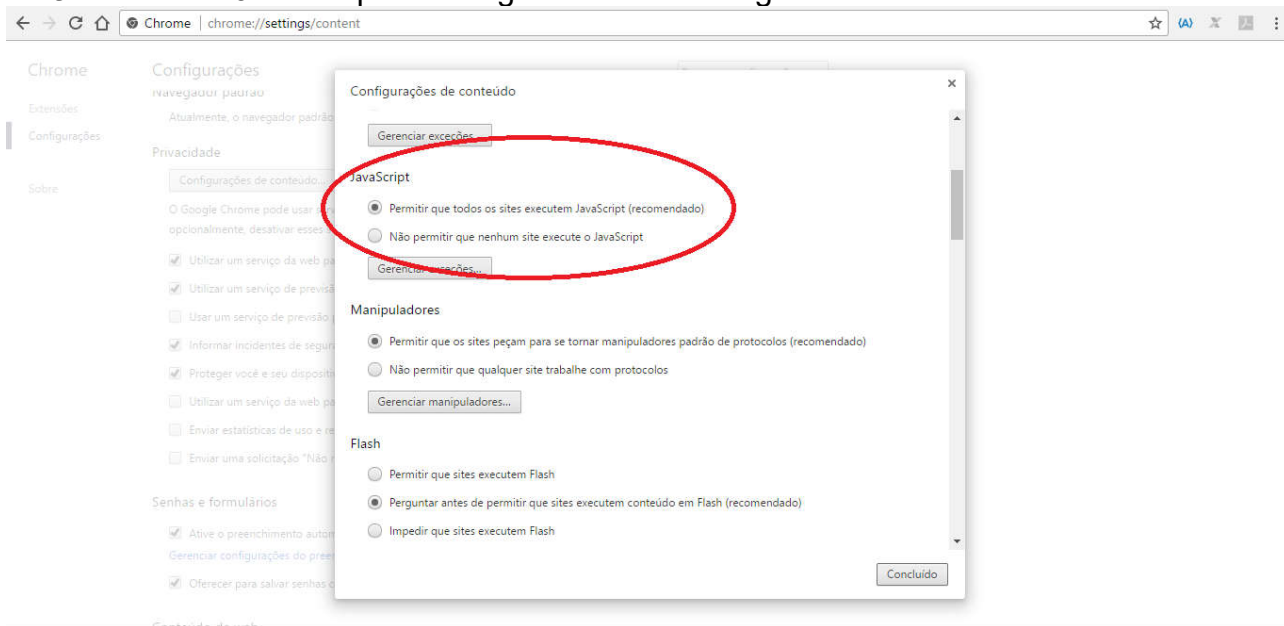 Chrome | chrome://settings/content
Chrome
Extensões
Configurações
Sobre
Configurações
Navegador padrão
Atualmente, o navegador padrão
Privacidade
Configurações de conteúdo...
O Google Chrome pode usar
opcionalmente, desativar esses
Utilizar um serviço da web pa
Utilizar um serviço de previsã
Usar um serviço de previsão
Informar incidentes de segura
Proteger você e seu dispositi
Utilizar um serviço da web pa
Enviar estatísticas de uso e re
Enviar uma solicitação "Não r
Senhas e formulários
Ative o preenchimento auton
Gerenciar configurações do pree
Oferecer para salvar senhas c
Configurações de conteúdo
Gerenciar exceções...
JavaScript
Permitir que todos os sites executem JavaScript (recomendado)
Não permitir que nenhum site execute o JavaScript
Gerenciar exceções...
Manipuladores
Permitir que os sites peçam para se tornar manipuladores padrão de protocolos (recomendado)
Não permitir que qualquer site trabalhe com protocolos
Gerenciar manipuladores...
Flash
Permitir que sites executem Flash
Perguntar antes de permitir que sites executem conteúdo em Flash (recomendado)
Impedir que sites executem Flash
Concluído